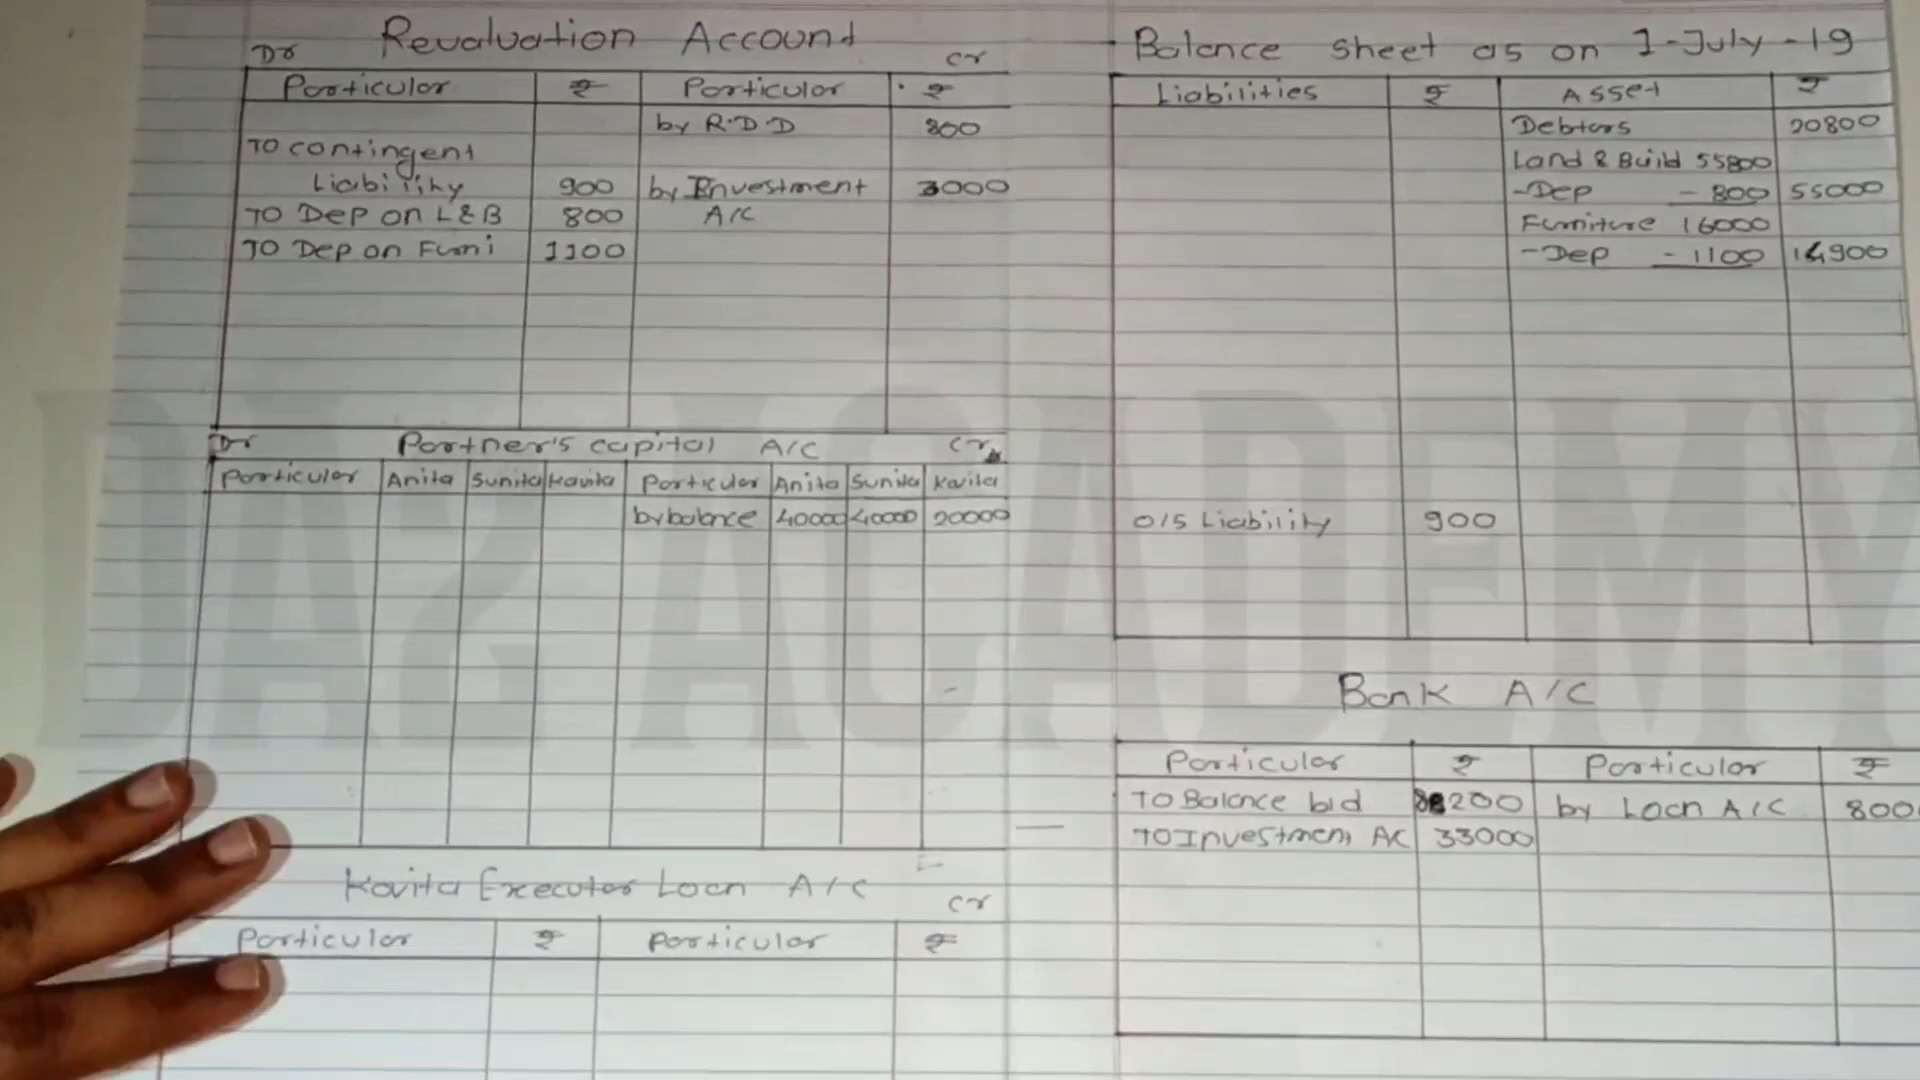 Revaluation Account
Dr Cr
Particular ₹ Particular ₹
by R.D.D 800
To contingent
Liability 900 by Investment 3000
To Dep on L&B 800 A/C
To Dep on Furni 1100
Dr Partner's capital A/C Cr
Particular Anita Sunita Kavita Particular Anita Sunita Kavita
by balance 40000 40000 20000
Kavita Executor Loan A/C Cr
Particular ₹ Particular ₹
Balance sheet as on 1-July-19
Liabilities ₹ Asset ₹
Debtors 20800
Land & Build 55800
-Dep - 800 55000
Furniture 16000
-Dep - 1100 14900
O/S Liability 900
Bank A/C
Particular ₹ Particular ₹
To Balance b/d by Loan A/C 800
To Investment AC 33000
DAS ACADEMY